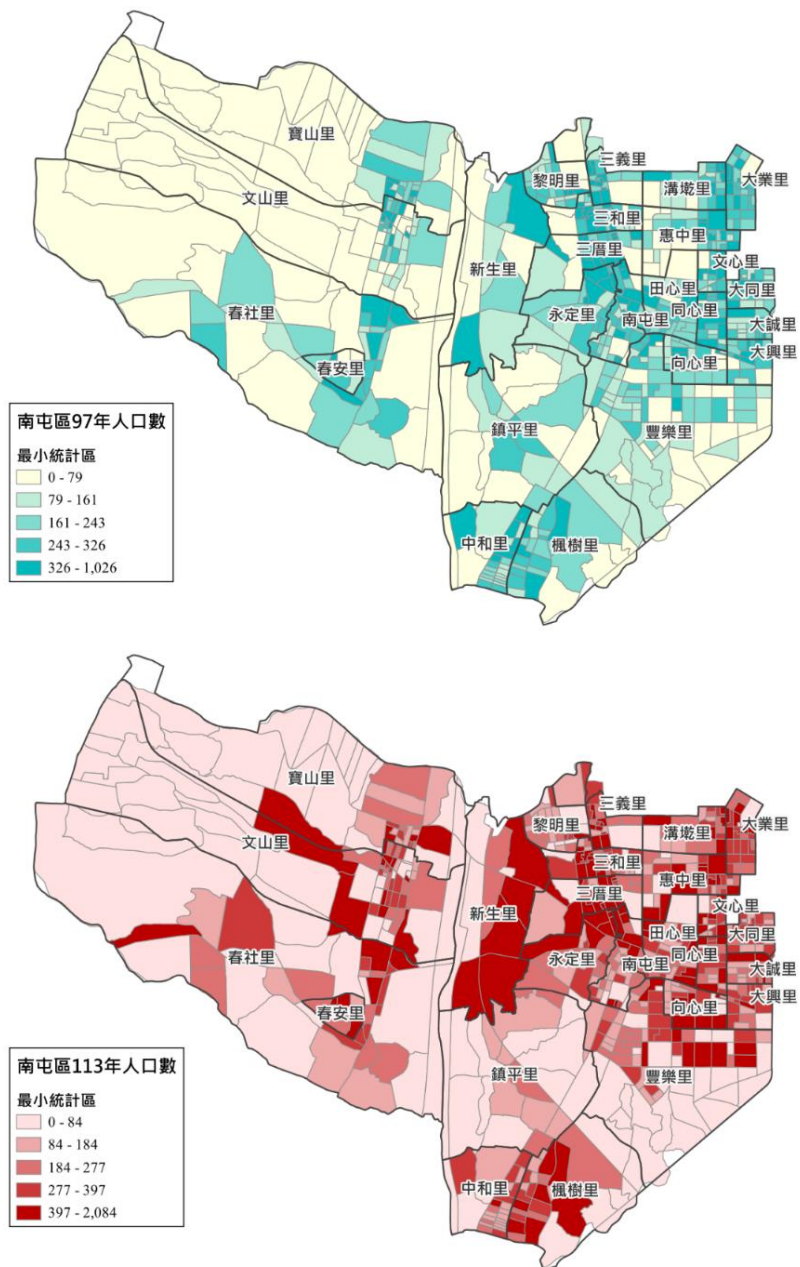 寶山里
三義里
大業里
黎明里
溝墘里
文山里
三和里
惠中里
新生里
三厝里
文心里
田心里
大同里
春社里
永定里
南屯里
同心里
大誠里
春安里
向心里
大興里
鎮平里
豐樂里
中和里
楓樹里
南屯區97年人口數
最小統計區
0 - 79
79 - 161
161 - 243
243 - 326
326 - 1,026
寶山里
三義里
大業里
黎明里
溝墘里
文山里
三和里
惠中里
新生里
三厝里
文心里
田心里
大同里
春社里
永定里
南屯里
同心里
大誠里
春安里
向心里
大興里
鎮平里
豐樂里
中和里
楓樹里
南屯區113年人口數
最小統計區
0 - 84
84 - 184
184 - 277
277 - 397
397 - 2,084